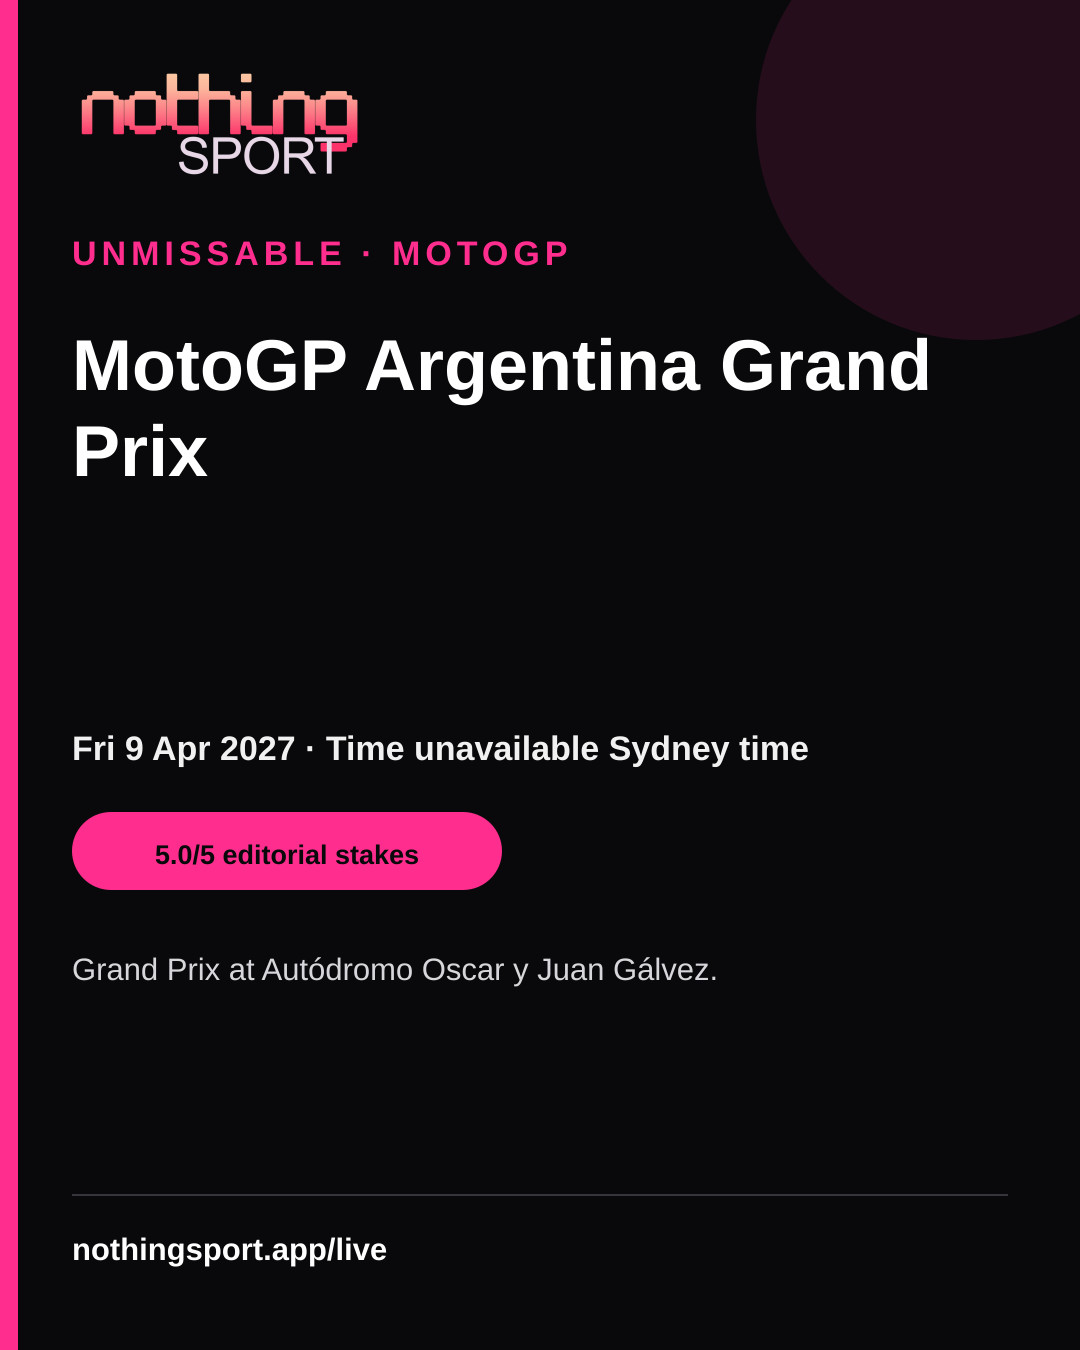 nothing
SPORT
UNMISSABLE · MOTOGP
MotoGP Argentina Grand
Prix
Fri 9 Apr 2027 · Time unavailable Sydney time
5.0/5 editorial stakes
Grand Prix at Autódromo Oscar y Juan Gálvez.
nothingsport.app/live